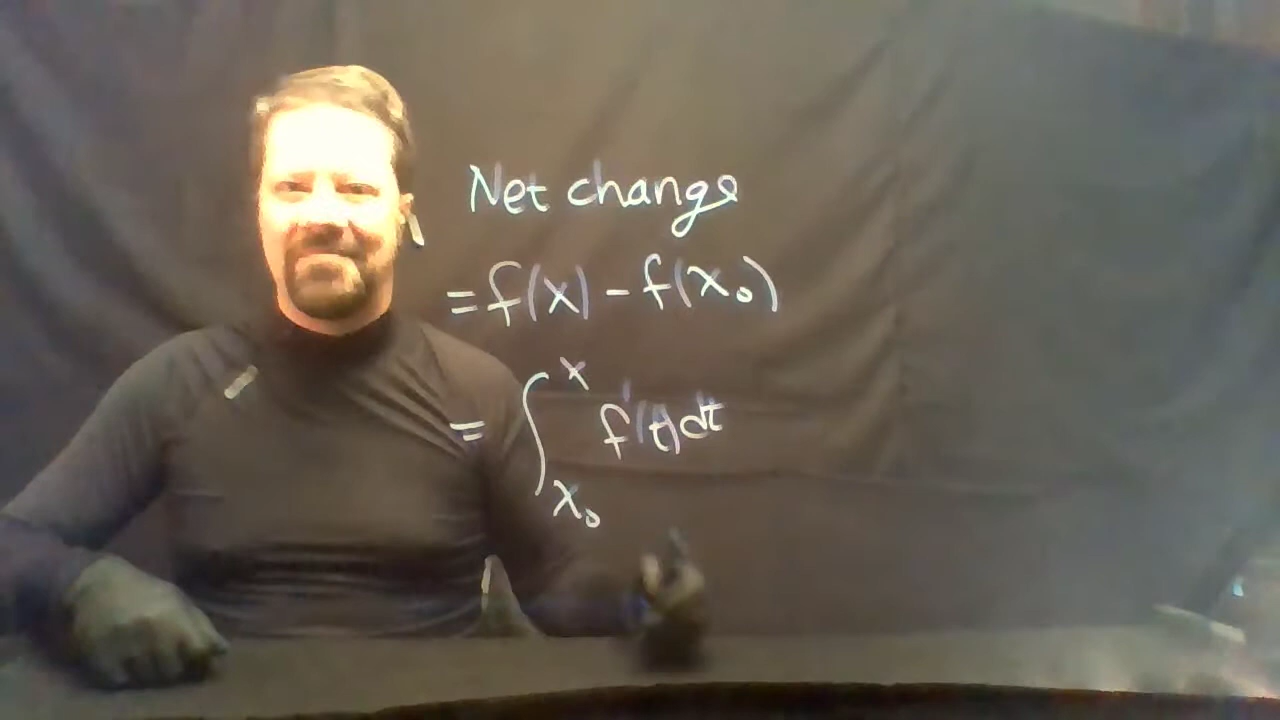 Net change
= f(x) - f(x₀)
= ∫_{x₀}^{x} f'(t)dt